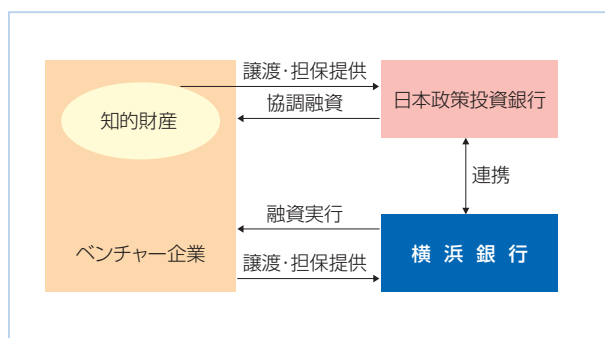 譲渡・担保提供
知的財産
日本政策投資銀行
協調融資
連携
融資実行
ベンチャー企業
横浜銀行
譲渡・担保提供